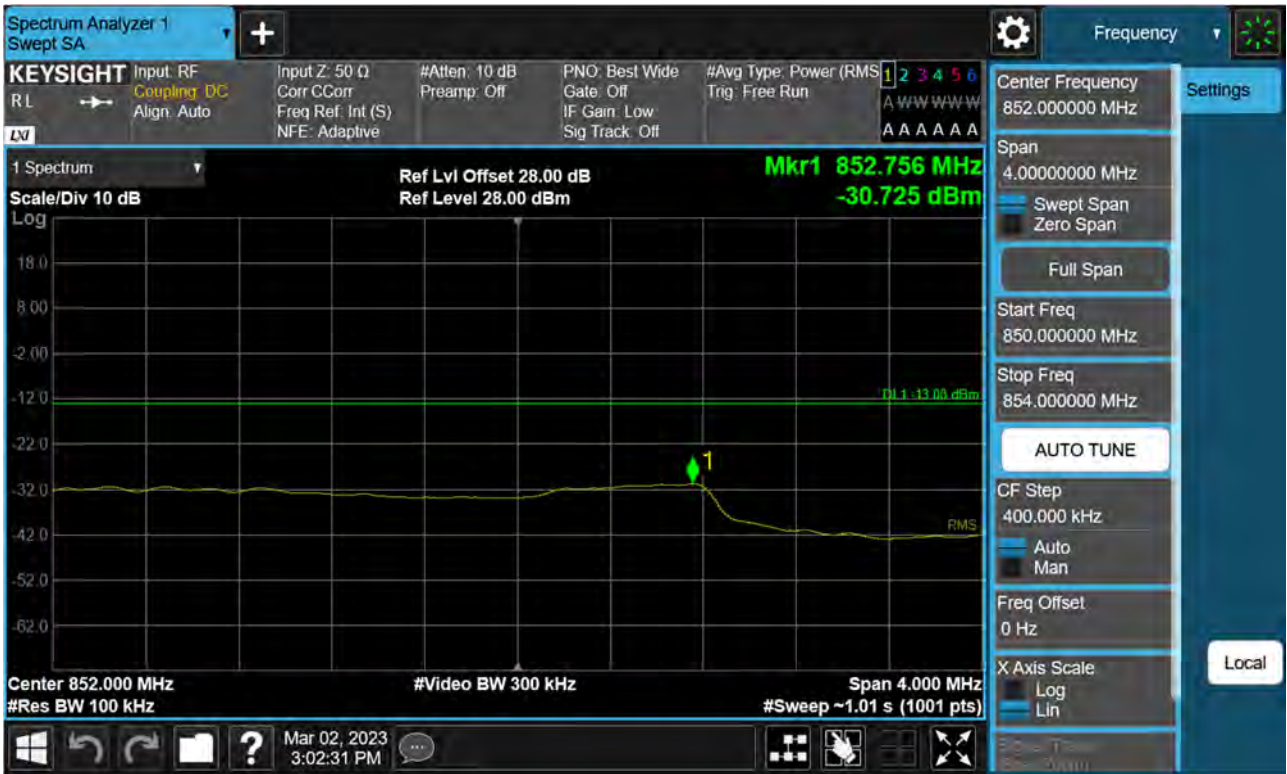 Spectrum Analyzer 1
Swept SA
+
Frequency
KEYSIGHT
RL
LXI
Input: RF
Coupling: DC
Align: Auto
Input Z: 50 Ω
Corr CCorr
Freq Ref: Int (S)
NFE: Adaptive
#Atten: 10 dB
Preamp: Off
PNO: Best Wide
Gate: Off
IF Gain: Low
Sig Track: Off
#Avg Type: Power (RMS
Trig: Free Run
1 2 3 4 5 6
A W W W W W
A A A A A A
1 Spectrum
Scale/Div 10 dB
Log
Ref Lvl Offset 28.00 dB
Ref Level 28.00 dBm
Mkr1 852.756 MHz
-30.725 dBm
18.0
8.00
-2.00
-12.0
-22.0
-32.0
-42.0
-52.0
-62.0
DL1 -13.00 dBm
1
RMS
Center 852.000 MHz
#Res BW 100 kHz
#Video BW 300 kHz
Span 4.000 MHz
#Sweep ~1.01 s (1001 pts)
Center Frequency
852.000000 MHz
Settings
Span
4.00000000 MHz
Swept Span
Zero Span
Full Span
Start Freq
850.000000 MHz
Stop Freq
854.000000 MHz
AUTO TUNE
CF Step
400.000 kHz
Auto
Man
Freq Offset
0 Hz
X Axis Scale
Log
Lin
Local
?
Mar 02, 2023
3:02:31 PM